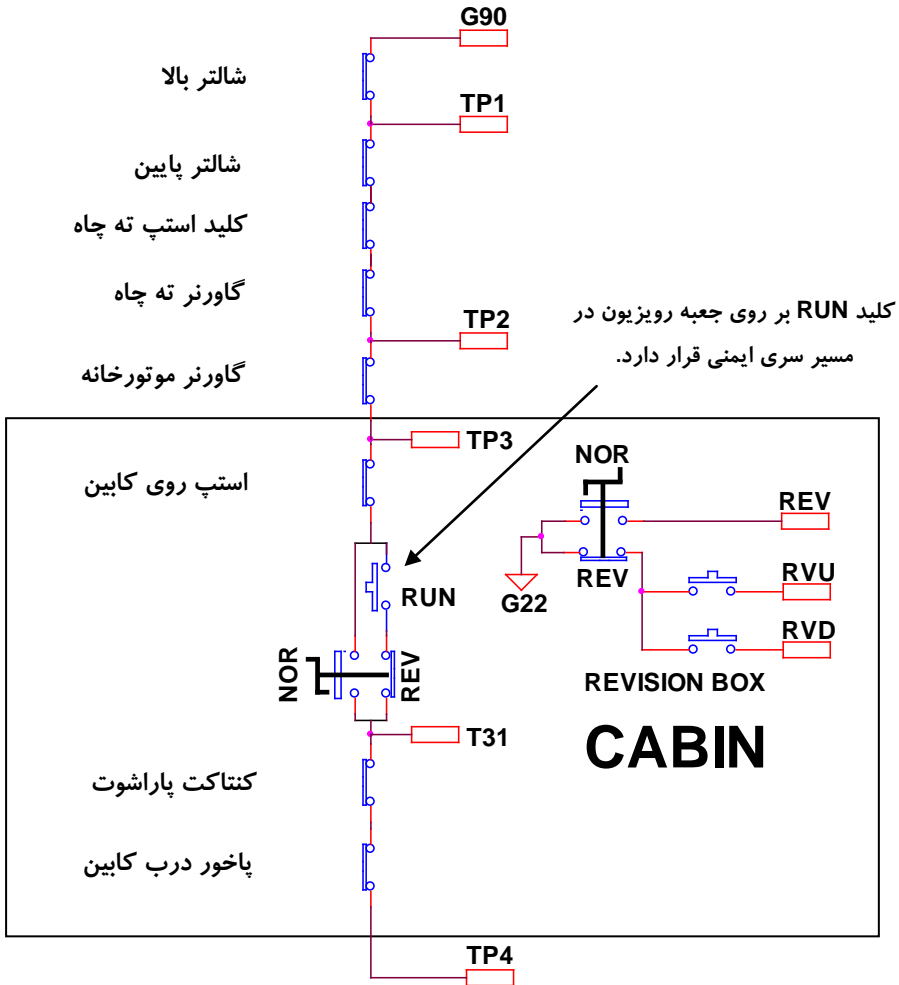 G90
شالتر بالا
TP1
شالتر پایین
کلید استپ ته چاه
گاورنر ته چاه
TP2
کلید RUN بر روی جعبه رویزیون در
مسیر سری ایمنی قرار دارد.
گاورنر موتورخانه
TP3
استپ روی کابین
NOR
REV
REV
G22
RVU
RUN
RVD
NOR
REV
REVISION BOX
T31
CABIN
کنتاکت پاراشوت
پاخور درب کابین
TP4